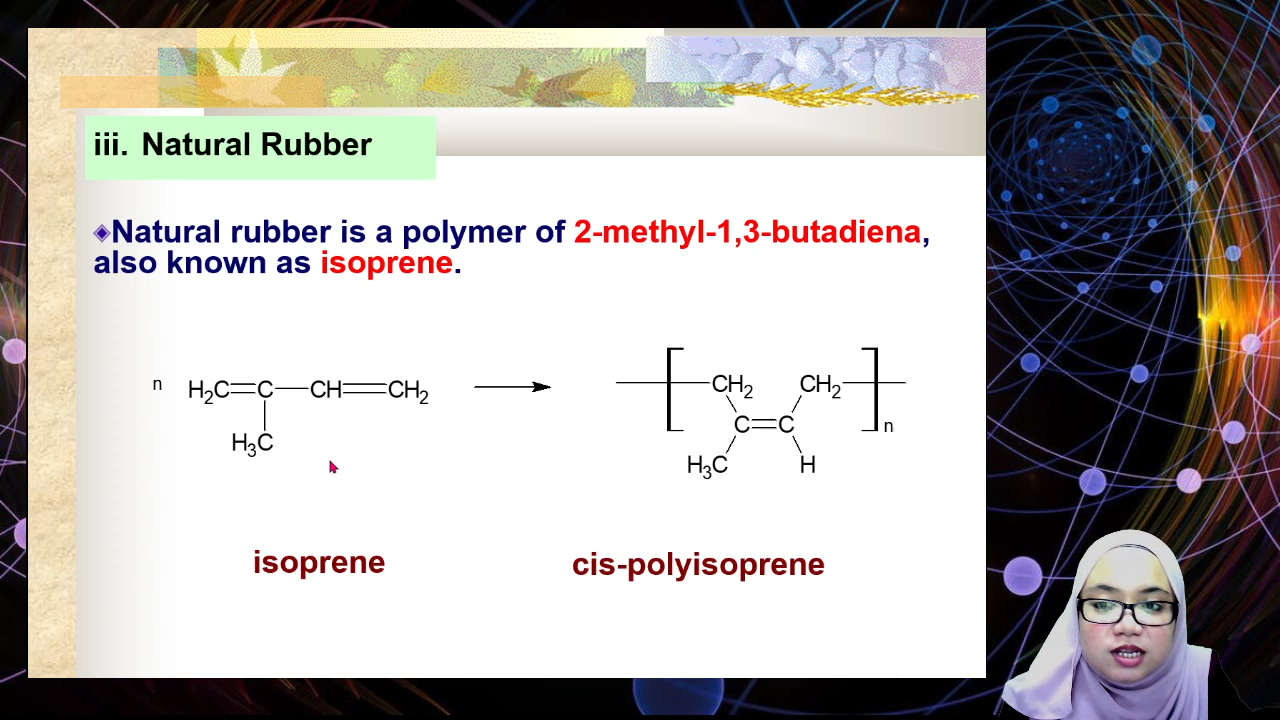 iii. Natural Rubber
Natural rubber is a polymer of 2-methyl-1,3-butadiena,
also known as isoprene.
n H2C=C—CH=CH2
H3C
CH2 CH2
C=C n
H3C H
isoprene cis-polyisoprene